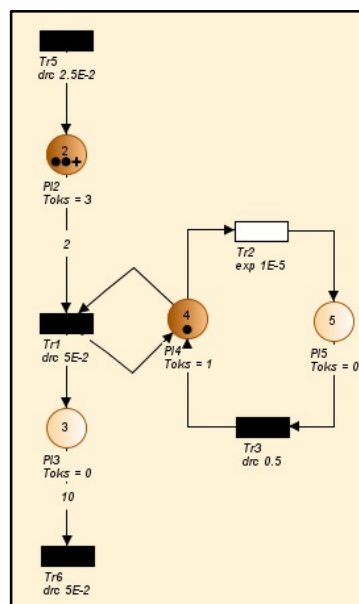 Tr5
drc 2.5E-2
2
Pl2
Toks = 3
2
Tr1
drc 5E-2
3
Pl3
Toks = 0
10
Tr6
drc 5E-2
4
Pl4
Toks = 1
Tr2
exp 1E-5
5
Pl5
Toks = 0
Tr3
drc 0.5